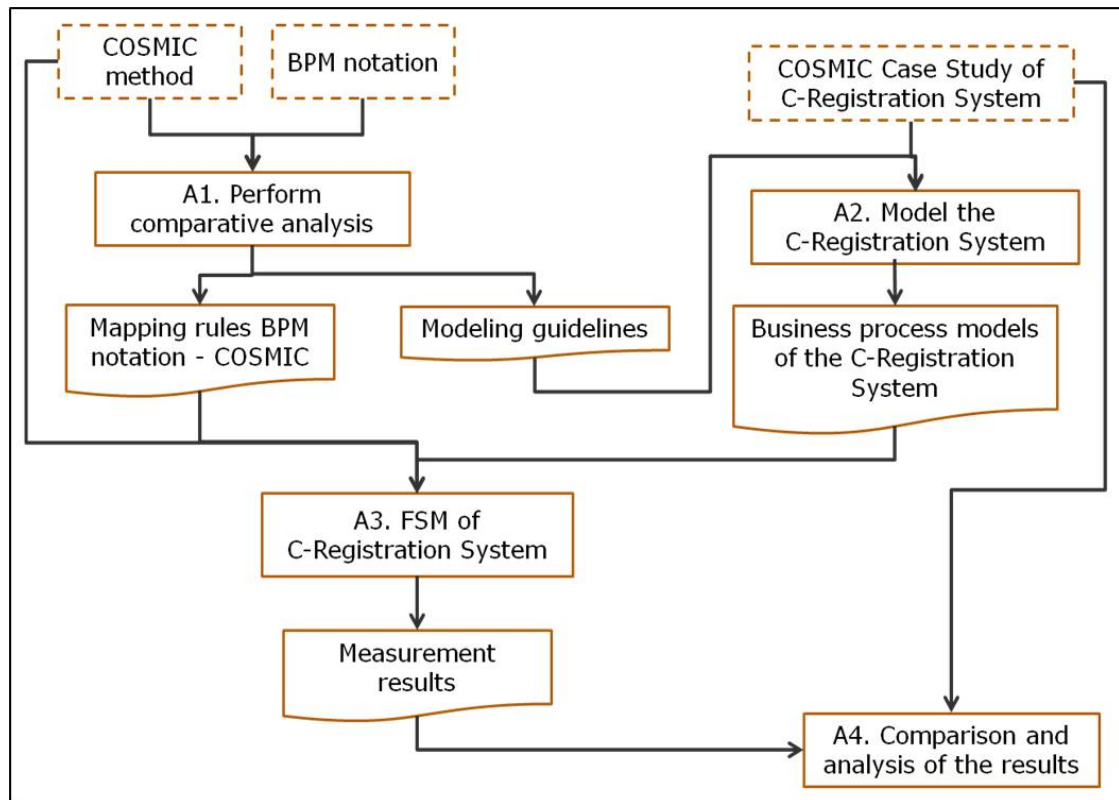 COSMIC
method
BPM notation
COSMIC Case Study of
C-Registration System
A1. Perform
comparative analysis
A2. Model the
C-Registration System
Mapping rules BPM
notation - COSMIC
Modeling guidelines
Business process models
of the C-Registration
System
A3. FSM of
C-Registration System
Measurement
results
A4. Comparison and
analysis of the results